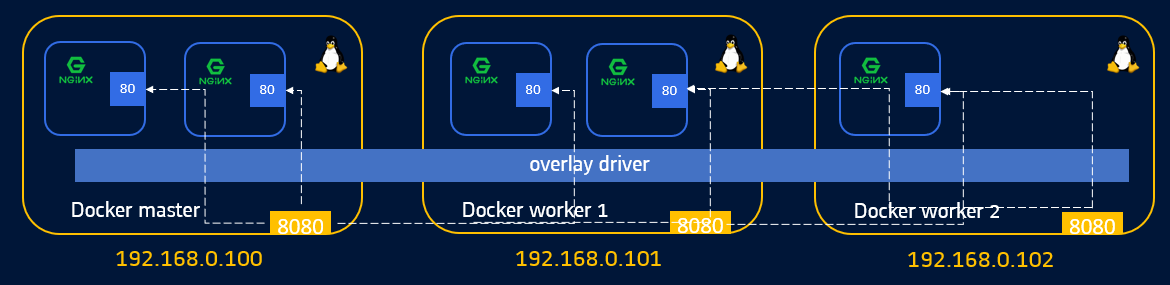 NGINX
80
NGINX
80
NGINX
80
NGINX
80
NGINX
80
overlay driver
Docker master
8080
Docker worker 1
8080
Docker worker 2
8080
192.168.0.100
192.168.0.101
192.168.0.102